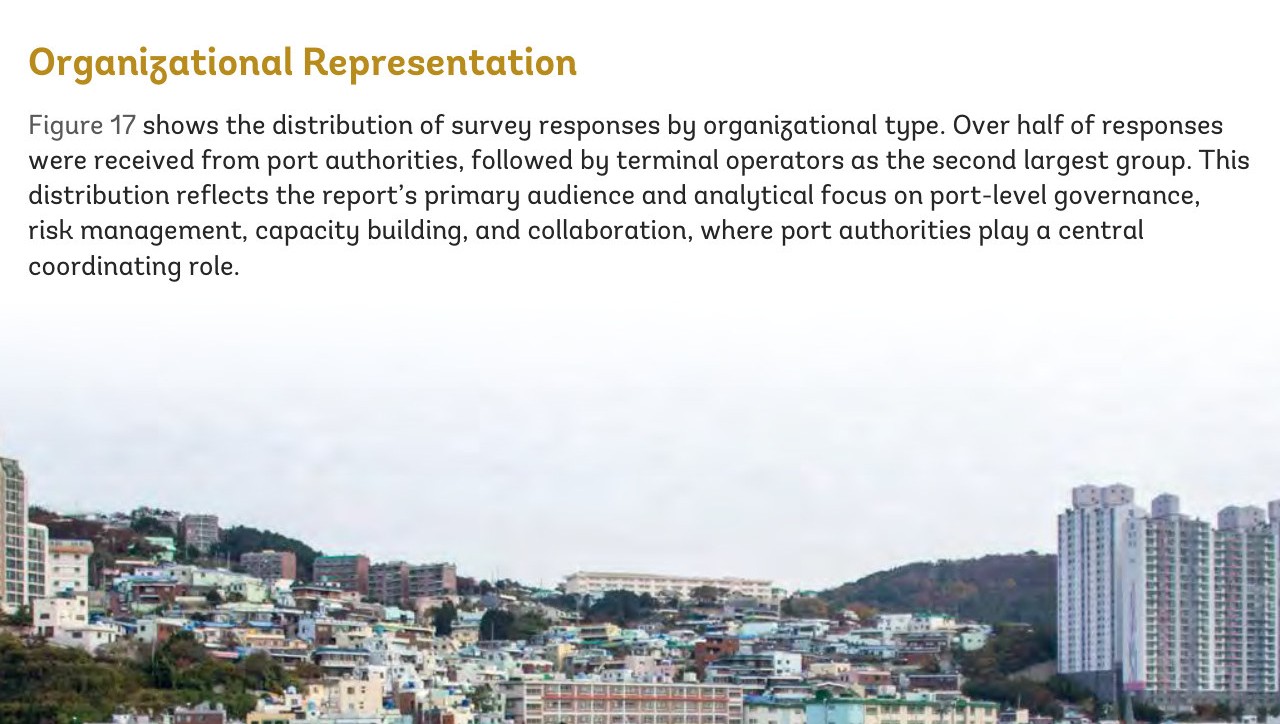 Organizational Representation
Figure 17 shows the distribution of survey responses by organizational type. Over half of responses
were received from port authorities, followed by terminal operators as the second largest group. This
distribution reflects the report’s primary audience and analytical focus on port-level governance,
risk management, capacity building, and collaboration, where port authorities play a central
coordinating role.